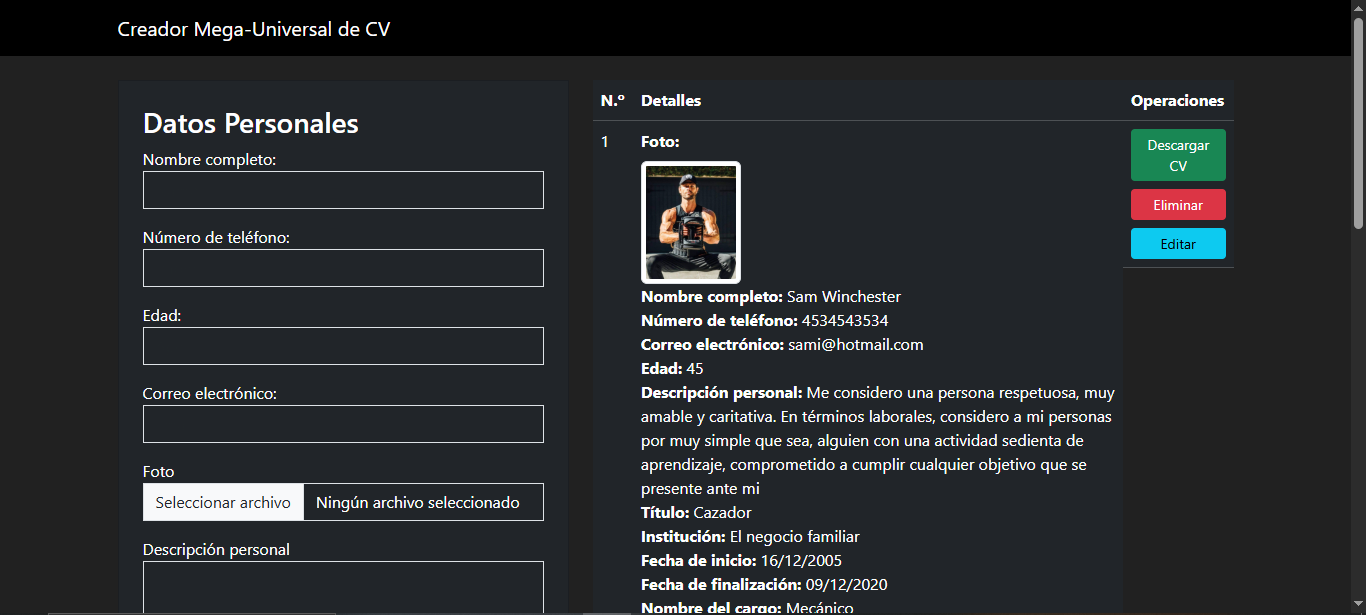 Creador Mega-Universal de CV
Datos Personales
Nombre completo:
Número de teléfono:
Edad:
Correo electrónico:
Foto
Seleccionar archivo Ningún archivo seleccionado
Descripción personal
N.º Detalles Operaciones
1 Foto:
Descargar
CV
Eliminar
Editar
Nombre completo: Sam Winchester
Número de teléfono: 4534543534
Correo electrónico: sami@hotmail.com
Edad: 45
Descripción personal: Me considero una persona respetuosa, muy
amable y caritativa. En términos laborales, considero a mi personas
por muy simple que sea, alguien con una actividad sedienta de
aprendizaje, comprometido a cumplir cualquier objetivo que se
presente ante mi
Título: Cazador
Institución: El negocio familiar
Fecha de inicio: 16/12/2005
Fecha de finalización: 09/12/2020
Nombre del cargo: Mecánico